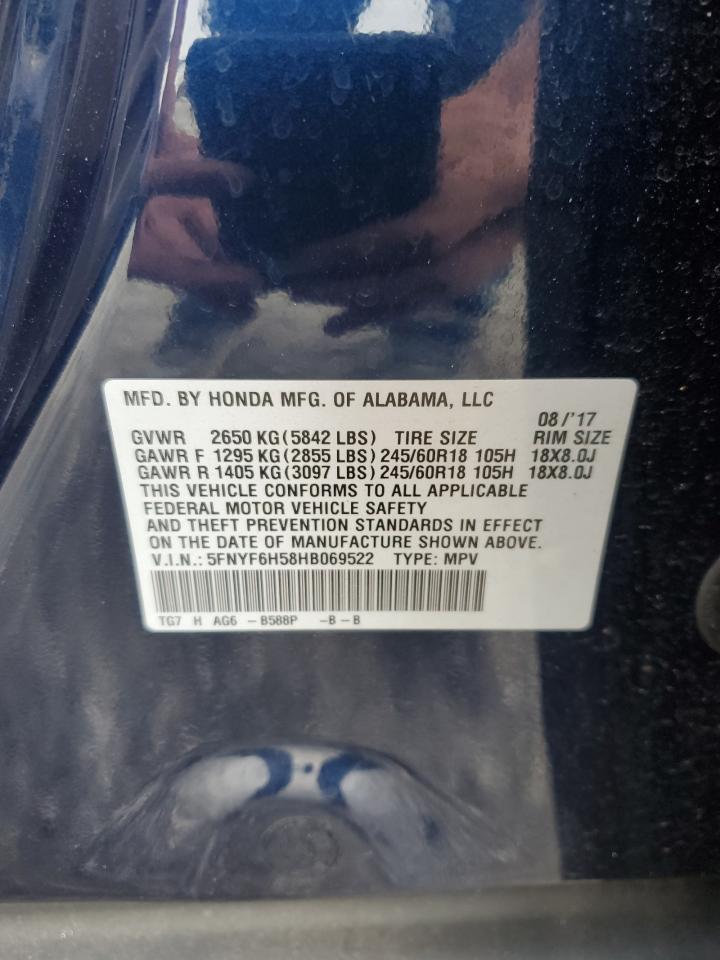 MFD. BY HONDA MFG. OF ALABAMA, LLC
08/'17
GVWR 2650 KG(5842 LBS) TIRE SIZE RIM SIZE
GAWR F 1295 KG(2855 LBS)245/60R18 105H 18X8.0J
GAWR R 1405 KG(3097 LBS)245/60R18 105H 18X8.0J
THIS VEHICLE CONFORMS TO ALL APPLICABLE
FEDERAL MOTOR VEHICLE SAFETY
AND THEFT PREVENTION STANDARDS IN EFFECT
ON THE DATE OF MANUFACTURE SHOWN ABOVE.
V.I.N.: 5FNYF6H58HB069522 TYPE: MPV
TG7 H AG6 -B588P -B-B